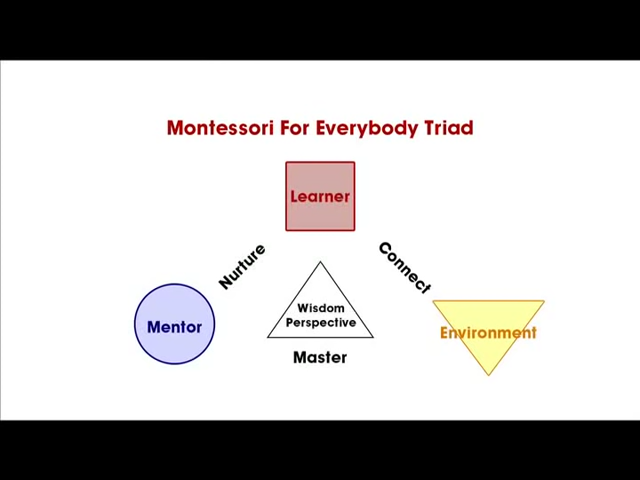 Montessori For Everybody Triad
Learner
Nurture
Connect
Wisdom
Perspective
Mentor
Environment
Master